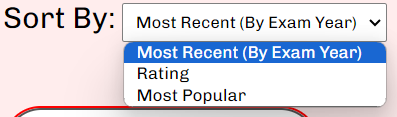 Sort By: Most Recent (By Exam Year)
Most Recent (By Exam Year)
Rating
Most Popular